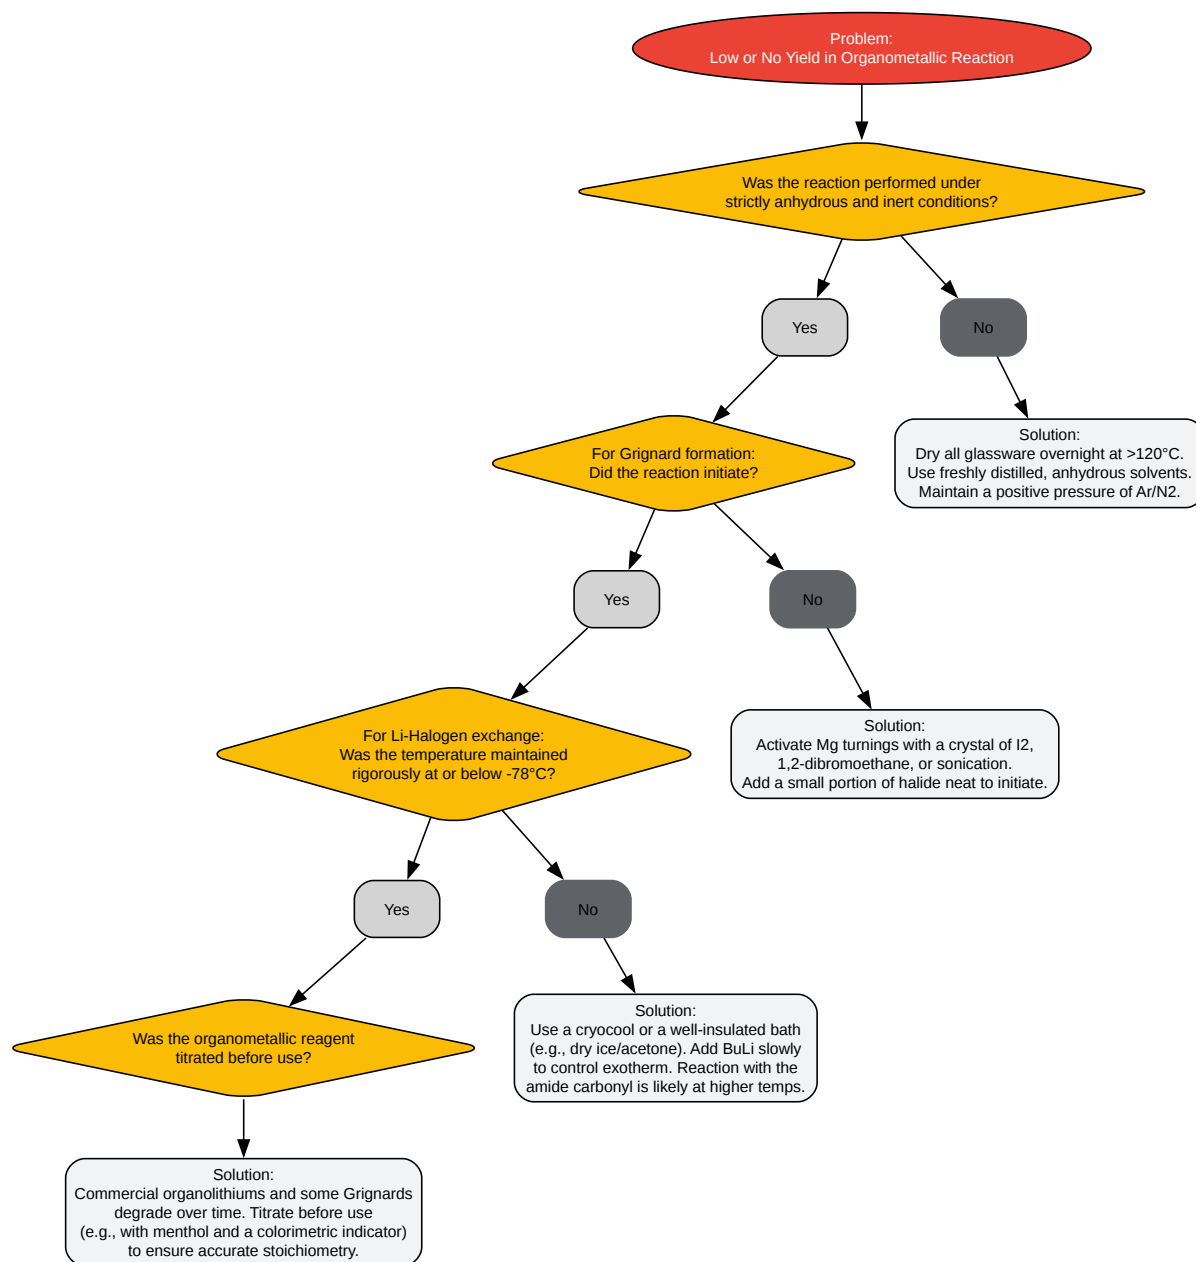 Problem:
Low or No Yield in Organometallic Reaction
Was the reaction performed under
strictly anhydrous and inert conditions?
Yes
No
For Grignard formation:
Did the reaction initiate?
Solution:
Dry all glassware overnight at >120°C.
Use freshly distilled, anhydrous solvents.
Maintain a positive pressure of Ar/N2.
Yes
No
For Li-Halogen exchange:
Was the temperature maintained
rigorously at or below -78°C?
Solution:
Activate Mg turnings with a crystal of I2,
1,2-dibromoethane, or sonication.
Add a small portion of halide neat to initiate.
Yes
No
Was the organometallic reagent
titrated before use?
Solution:
Use a cryocool or a well-insulated bath
(e.g., dry ice/acetone). Add BuLi slowly
to control exotherm. Reaction with the
amide carbonyl is likely at higher temps.
Solution:
Commercial organolithiums and some Grignards
degrade over time. Titrate before use
(e.g., with menthol and a colorimetric indicator)
to ensure accurate stoichiometry.